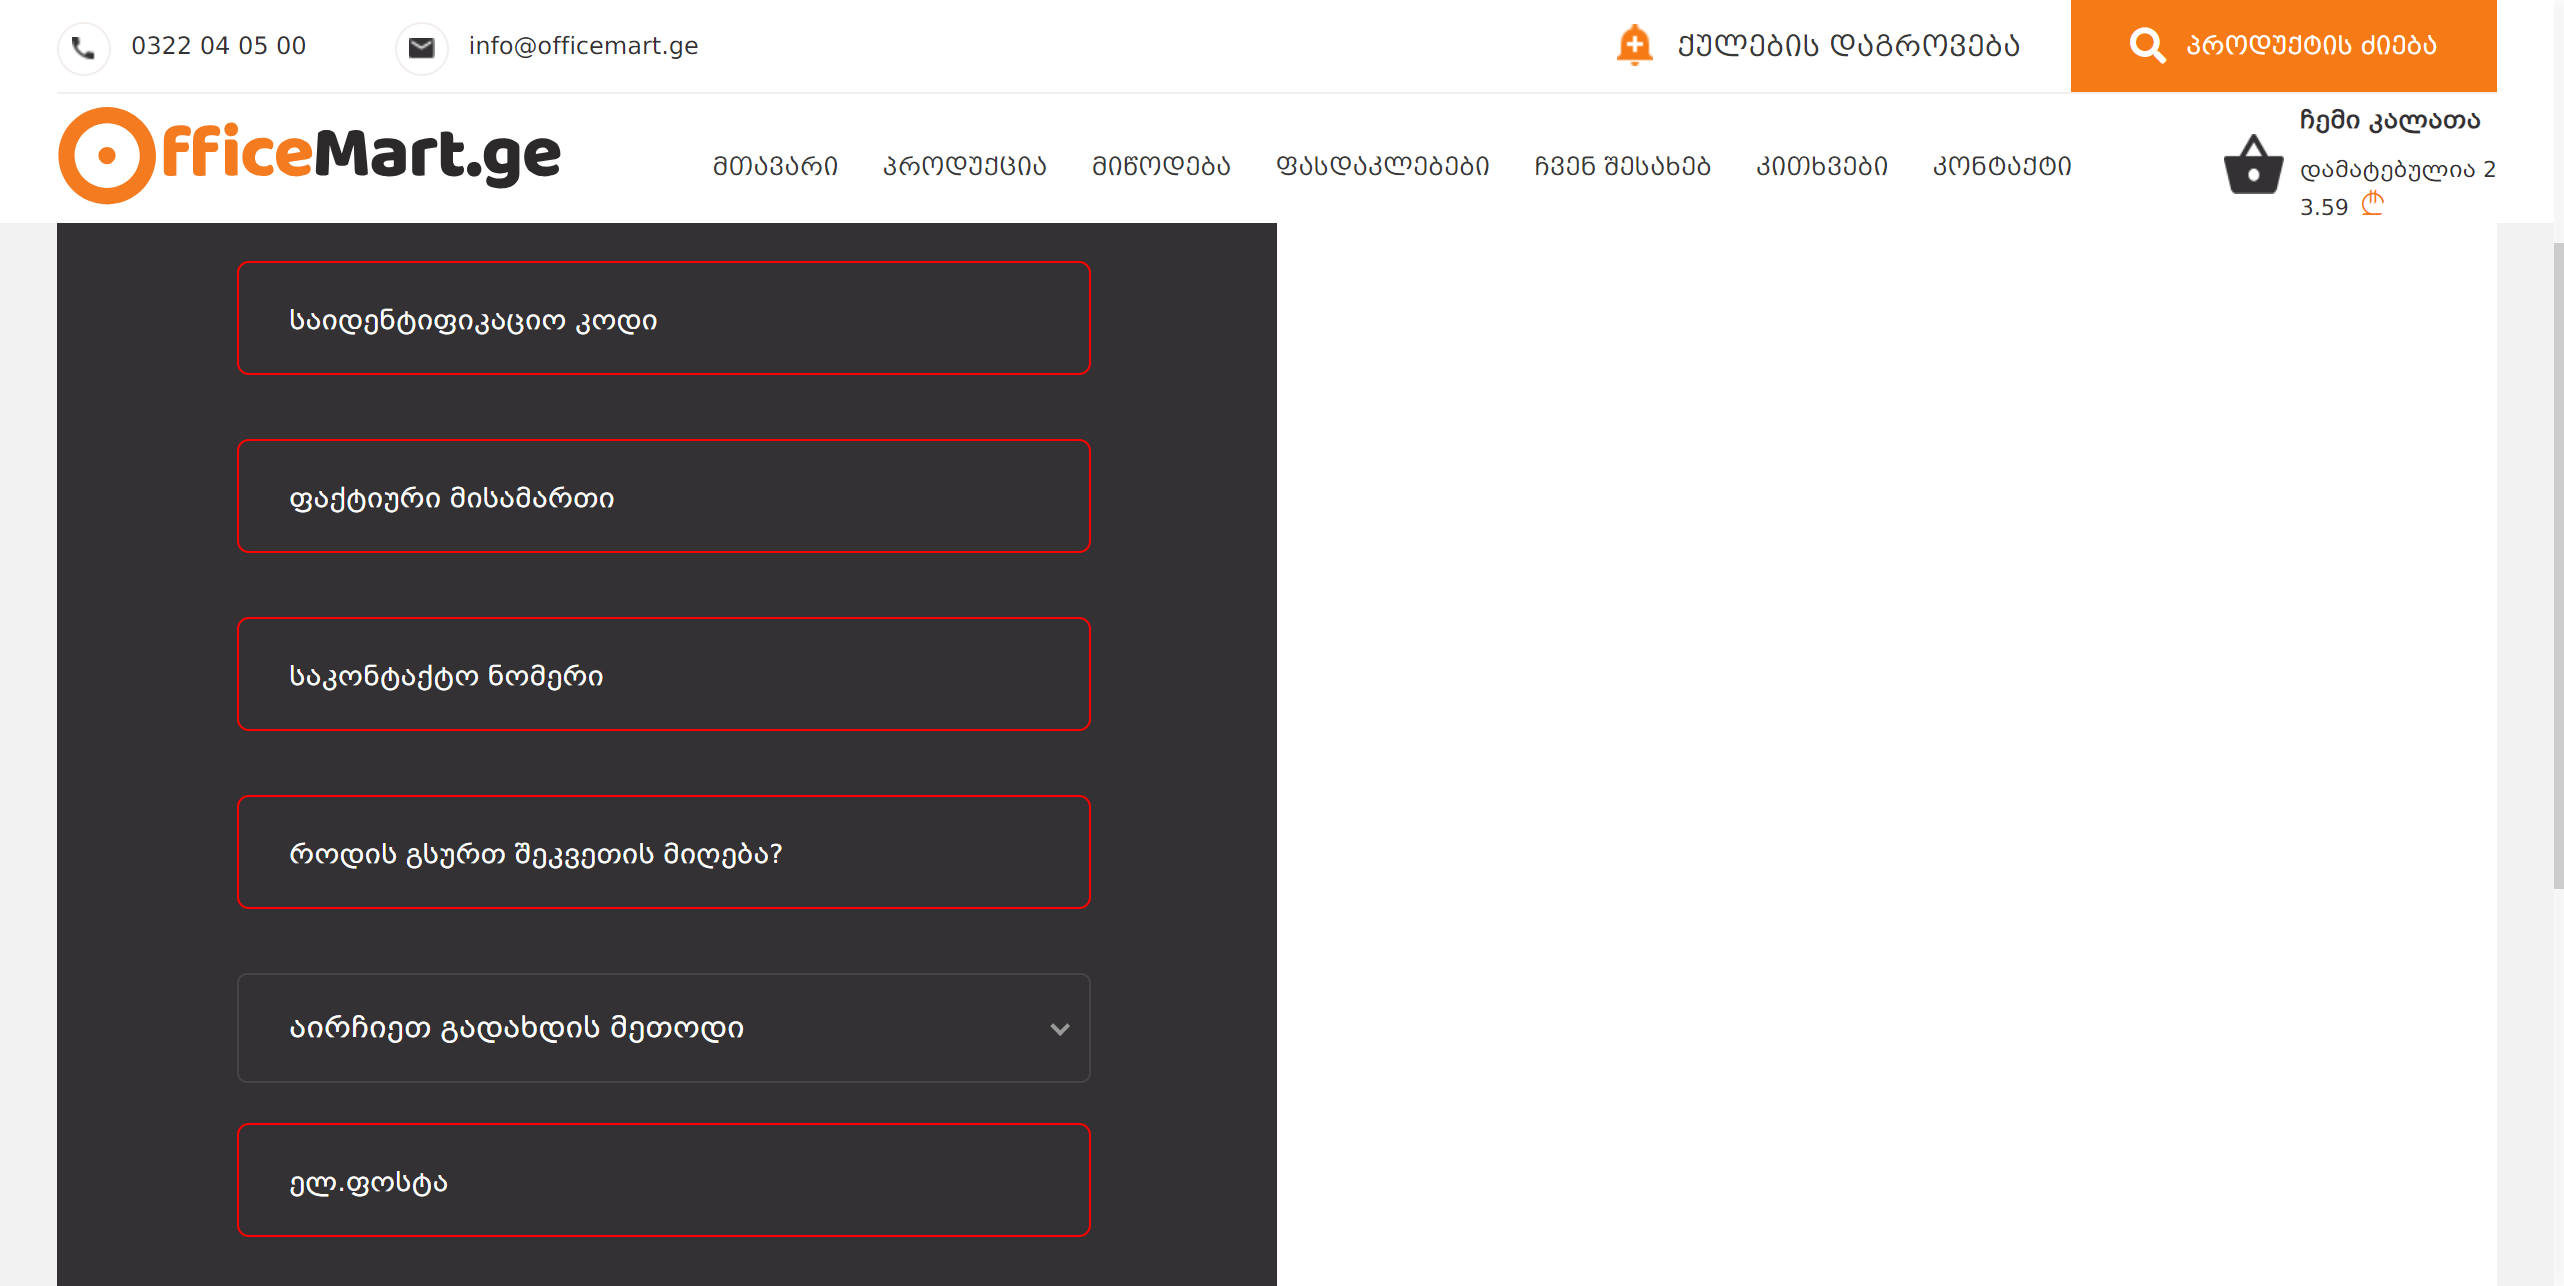 0322 04 05 00
info@officemart.ge
ქულების დაგროვება
პროდუქტის ძიება
OfficeMart.ge
მთავარი
პროდუქცია
მიწოდება
ფასდაკლებები
ჩვენ შესახებ
კითხვები
კონტაქტი
ჩემი კალათა
დამატებულია 2
3.59 ₾
საიდენტიფიკაციო კოდი
ფაქტიური მისამართი
საკონტაქტო ნომერი
როდის გსურთ შეკვეთის მიღება?
აირჩიეთ გადახდის მეთოდი
ელ.ფოსტა